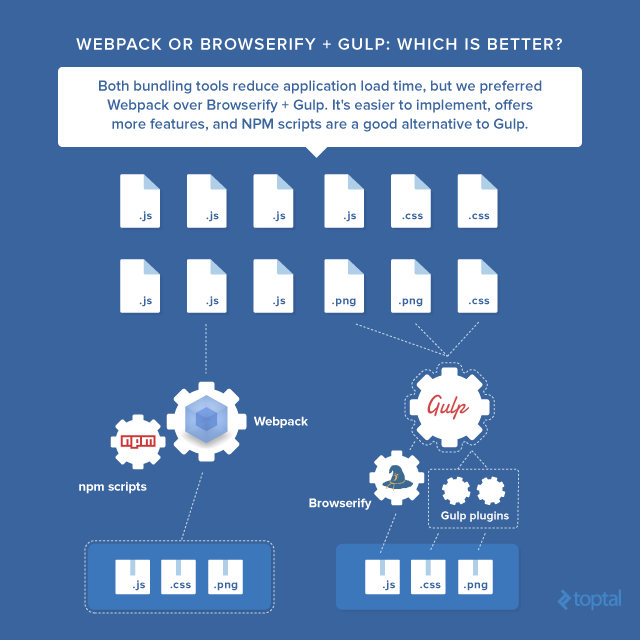 WEBPACK OR BROWSERIFY + GULP: WHICH IS BETTER?
Both bundling tools reduce application load time, but we preferred
Webpack over Browserify + Gulp. It's easier to implement, offers
more features, and NPM scripts are a good alternative to Gulp.
.js .js .js .js .css .css
.js .js .js .png .png .css
Gulp
Webpack
npm
npm scripts
Browserify
Gulp plugins
.js .css .png
.js .css .png
toptal